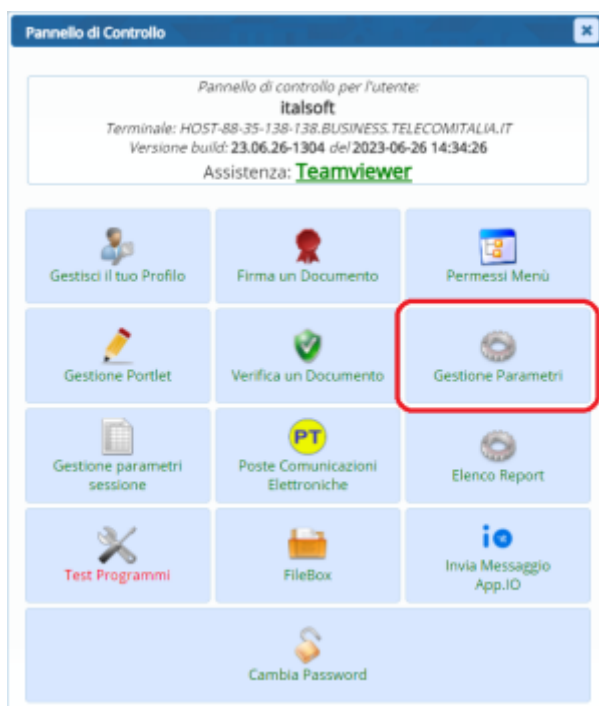 Pannello di Controllo
Pannello di controllo per l'utente:
italsoft
Terminale: HOST-88-35-138-138.BUSINESS.TELECOMITALIA.IT
Versione build: 23.06.26-1304 del 2023-06-26 14:34:26
Assistenza: Teamviewer
Gestisci il tuo Profilo
Firma un Documento
Permessi Menù
Gestione Portlet
Verifica un Documento
Gestione Parametri
Gestione parametri
sessione
PT
Poste Comunicazioni
Elettroniche
Elenco Report
Test Programmi
FileBox
io
Invia Messaggio
App.IO
Cambia Password